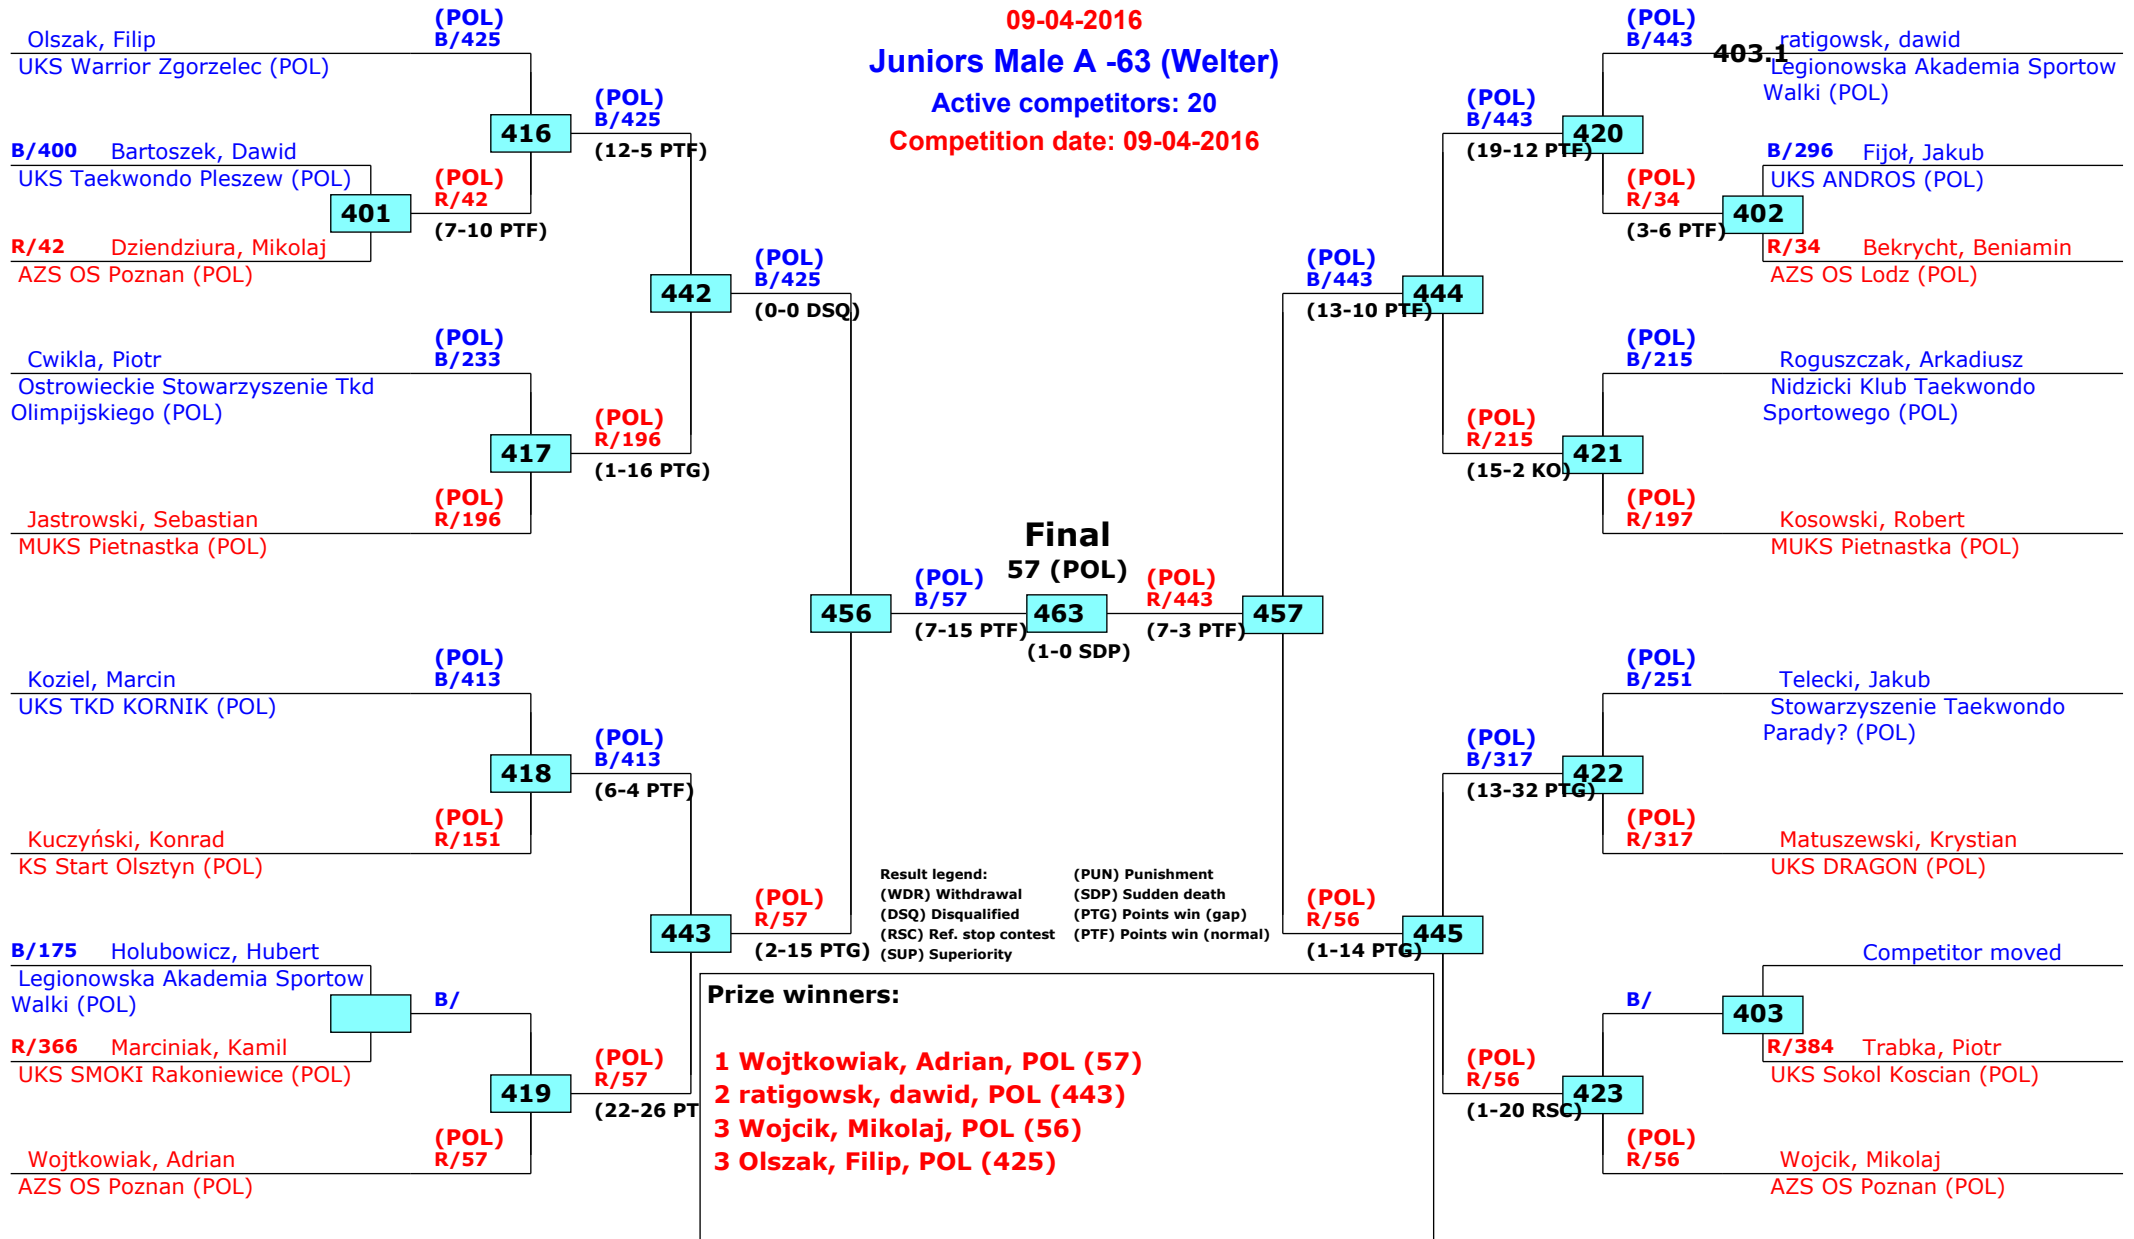 09-04-2016
Juniors Male A -63 (Welter)
Active competitors: 20
Competition date: 09-04-2016
Olszak, Filip
UKS Warrior Zgorzelec (POL)
(POL)
B/425
B/400 Bartoszek, Dawid
UKS Taekwondo Pleszew (POL)
R/42 Dziendziura, Mikolaj
AZS OS Poznan (POL)
401
(POL)
R/42
(7-10 PTF)
416
(POL)
B/425
(12-5 PTF)
Cwikla, Piotr
Ostrowieckie Stowarzyszenie Tkd
Olimpijskiego (POL)
(POL)
B/233
Jastrowski, Sebastian
MUKS Pietnastka (POL)
(POL)
R/196
417
(POL)
R/196
(1-16 PTG)
442
(POL)
B/425
(0-0 DSQ)
Koziel, Marcin
UKS TKD KORNIK (POL)
(POL)
B/413
Kuczyński, Konrad
KS Start Olsztyn (POL)
(POL)
R/151
418
(POL)
B/413
(6-4 PTF)
B/175 Holubowicz, Hubert
Legionowska Akademia Sportow
Walki (POL)
R/366 Marciniak, Kamil
UKS SMOKI Rakoniewice (POL)
B/
Wojtkowiak, Adrian
AZS OS Poznan (POL)
(POL)
R/57
419
(POL)
R/57
(22-26 PT
443
(POL)
R/57
(2-15 PTG)
456
(POL)
B/57
(7-15 PTF)
Final
57 (POL)
463
(1-0 SDP)
(POL)
R/443
(7-3 PTF)
457
(POL)
B/443
(13-10 PTF)
444
(POL)
B/443
(19-12 PTF)
420
(POL)
B/443
403.1
ratigowsk, dawid
Legionowska Akademia Sportow
Walki (POL)
B/296 Fijoł, Jakub
UKS ANDROS (POL)
(POL)
R/34
(3-6 PTF)
402
R/34 Bekrycht, Beniamin
AZS OS Lodz (POL)
(POL)
B/215
Roguszczak, Arkadiusz
Nidzicki Klub Taekwondo
Sportowego (POL)
(POL)
R/215
(15-2 KO)
421
(POL)
R/197
Kosowski, Robert
MUKS Pietnastka (POL)
(POL)
B/251
Telecki, Jakub
Stowarzyszenie Taekwondo
Parady? (POL)
(POL)
B/317
(13-32 PTG)
422
(POL)
R/317
Matuszewski, Krystian
UKS DRAGON (POL)
(POL)
R/56
(1-14 PTG)
445
Competitor moved
B/
403
R/384 Trabka, Piotr
UKS Sokol Koscian (POL)
(POL)
R/56
(1-20 RSC)
423
(POL)
R/56
Wojcik, Mikolaj
AZS OS Poznan (POL)
Result legend:
(WDR) Withdrawal
(DSQ) Disqualified
(RSC) Ref. stop contest
(SUP) Superiority
(PUN) Punishment
(SDP) Sudden death
(PTG) Points win (gap)
(PTF) Points win (normal)
Prize winners:
1 Wojtkowiak, Adrian, POL (57)
2 ratigowsk, dawid, POL (443)
3 Wojcik, Mikolaj, POL (56)
3 Olszak, Filip, POL (425)